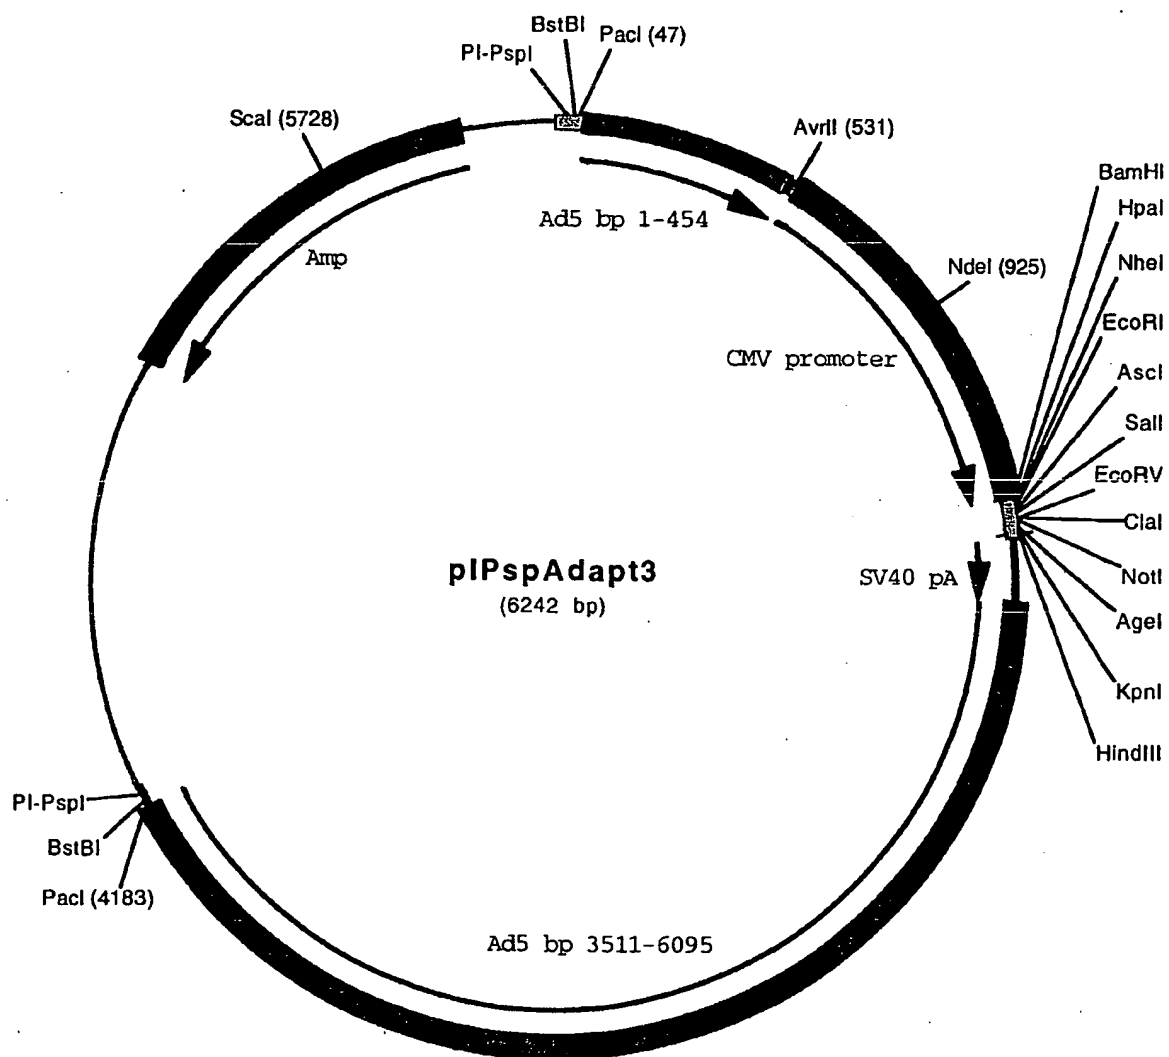 BstBI
PacI (47)
PI-PspI
ScaI (5728)
AvrII (531)
BamHI
HpaI
Ad5 bp 1-454
Amp
NdeI (925)
NheI
EcoRI
CMV promoter
AscI
SalI
EcoRV
ClaI
pIPspAdapt3
(6242 bp)
SV40 pA
NotI
AgeI
KpnI
HindIII
PI-PspI
BstBI
PacI (4183)
Ad5 bp 3511-6095